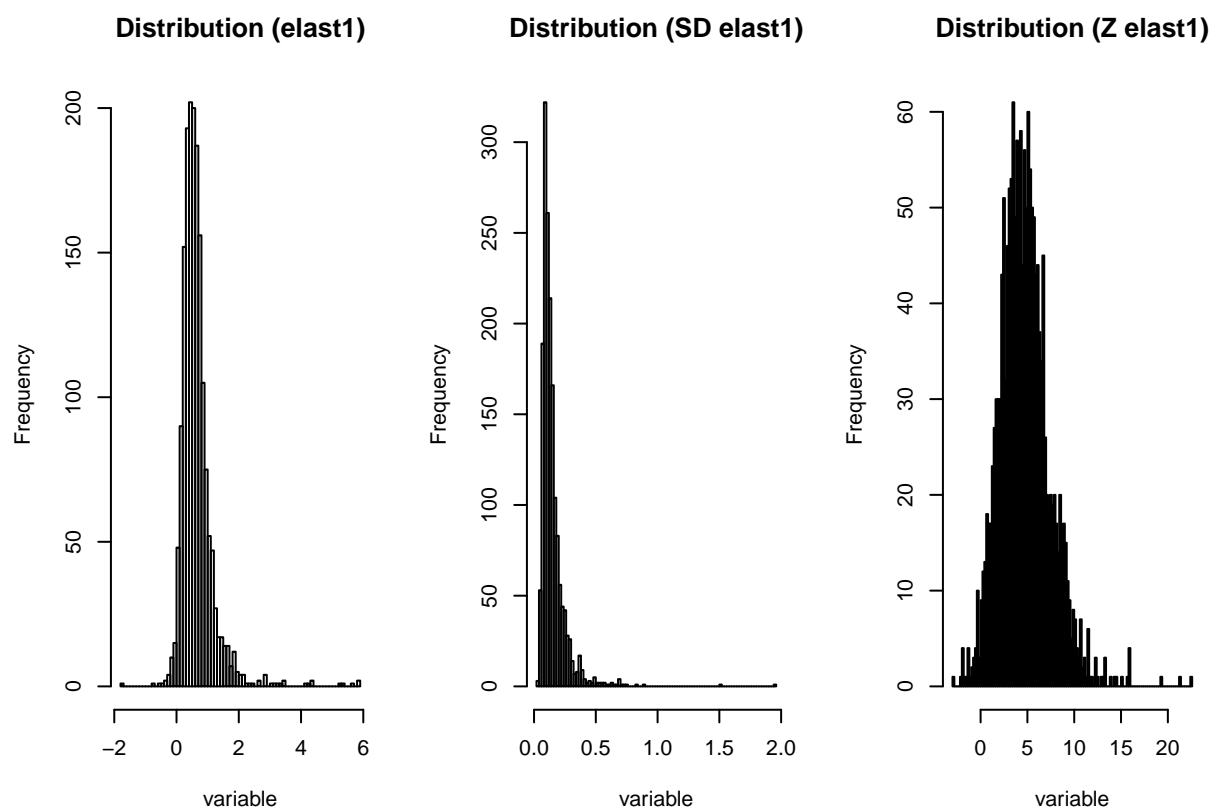 Distribution (elast1)
Frequency
0
50
100
150
200
−2 0 2 4 6
variable
Distribution (SD elast1)
Frequency
0
50
100
150
200
250
300
0.0 0.5 1.0 1.5 2.0
variable
Distribution (Z elast1)
Frequency
0
10
20
30
40
50
60
0 5 10 15 20
variable